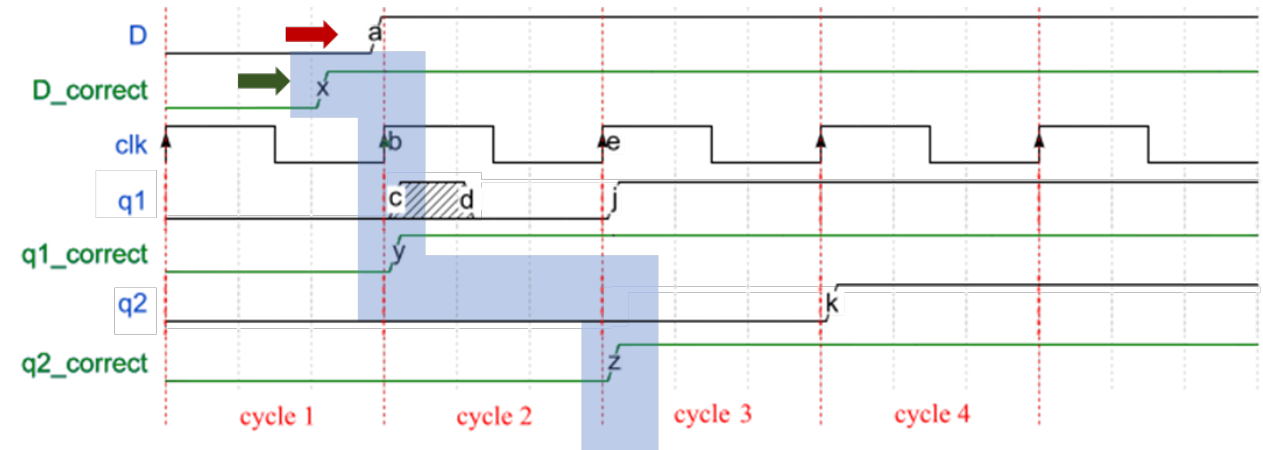 D
a
D_correct
x
clk
b
e
q1
c
d
j
q1_correct
y
q2
k
q2_correct
z
cycle 1
cycle 2
cycle 3
cycle 4